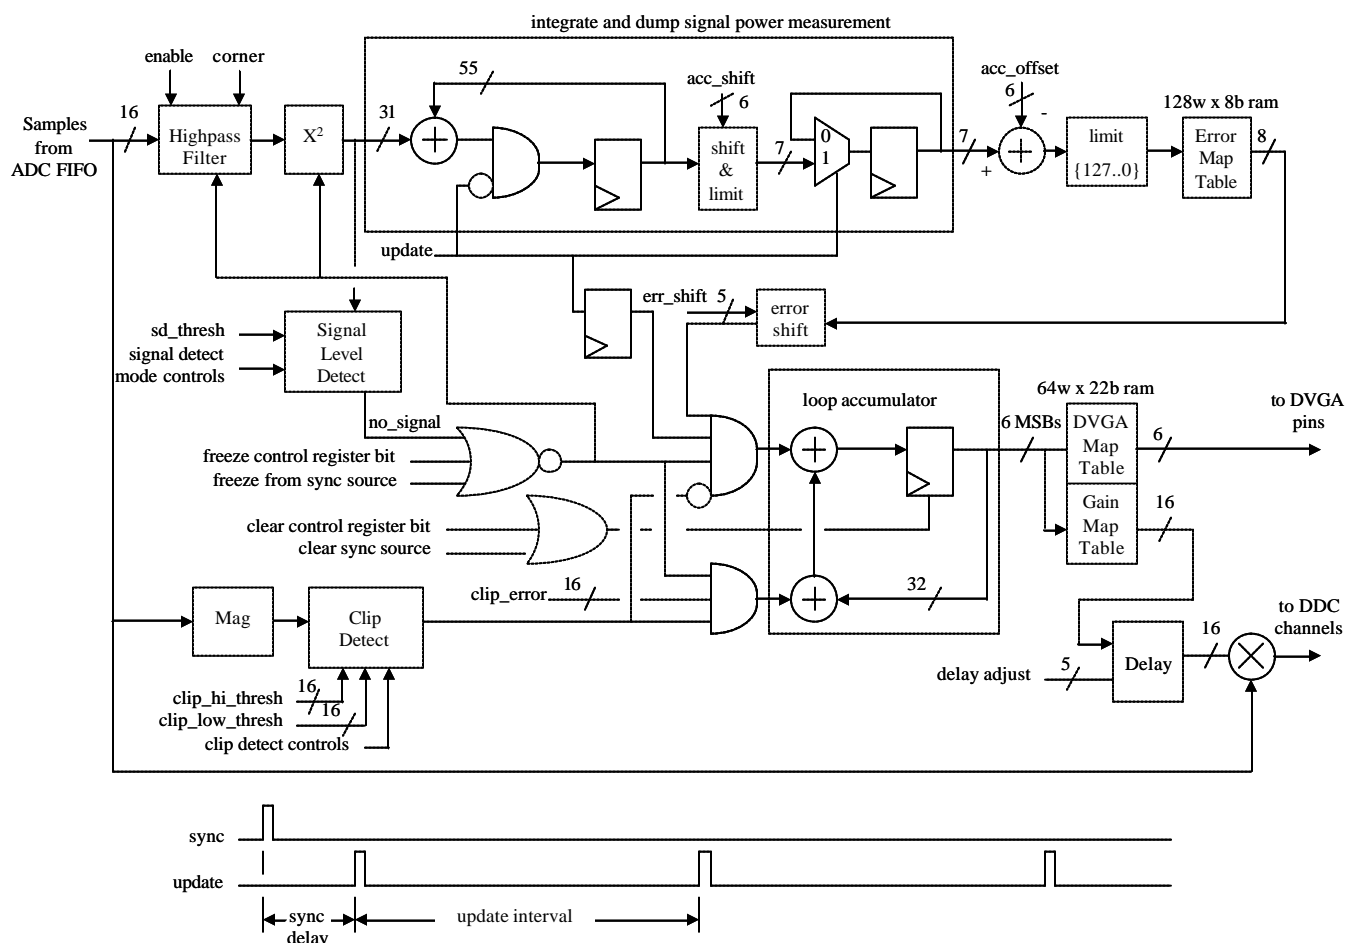 integrate and dump signal power measurement
enable
corner
16
Samples
from
ADC FIFO
Highpass
Filter
X²
31
55
acc_shift
6
shift
&
limit
7
0
1
7
acc_offset
6
-
+
limit
{127..0}
128w x 8b ram
Error
Map
Table
8
update
err_shift
5
error
shift
sd_thresh
signal detect
mode controls
Signal
Level
Detect
no_signal
freeze control register bit
freeze from sync source
clear control register bit
clear sync source
loop accumulator
6 MSBs
64w x 22b ram
DVGA
Map
Table
6
to DVGA
pins
Gain
Map
Table
16
clip_error
16
32
Mag
Clip
Detect
clip_hi_thresh
16
clip_low_thresh
16
clip detect controls
delay adjust
5
Delay
16
to DDC
channels
sync
update
sync
delay
update interval